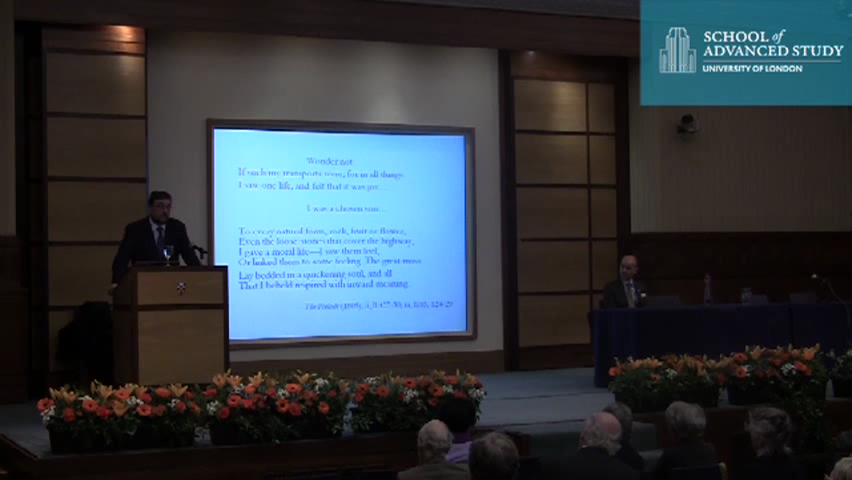 SCHOOL of
ADVANCED STUDY
UNIVERSITY OF LONDON
Wonder not
If such my transports were, for in all things
I saw one life, and felt that it was joy…
I was a chosen son…
To every natural form, rock, fruit or flower,
Even the loose stones that cover the highway,
I gave a moral life—I saw them feel,
Or linked them to some feeling. The great mass
Lay bedded in a quickening soul, and all
That I beheld respired with inward meaning.
The Prelude (1805), ii, ll.